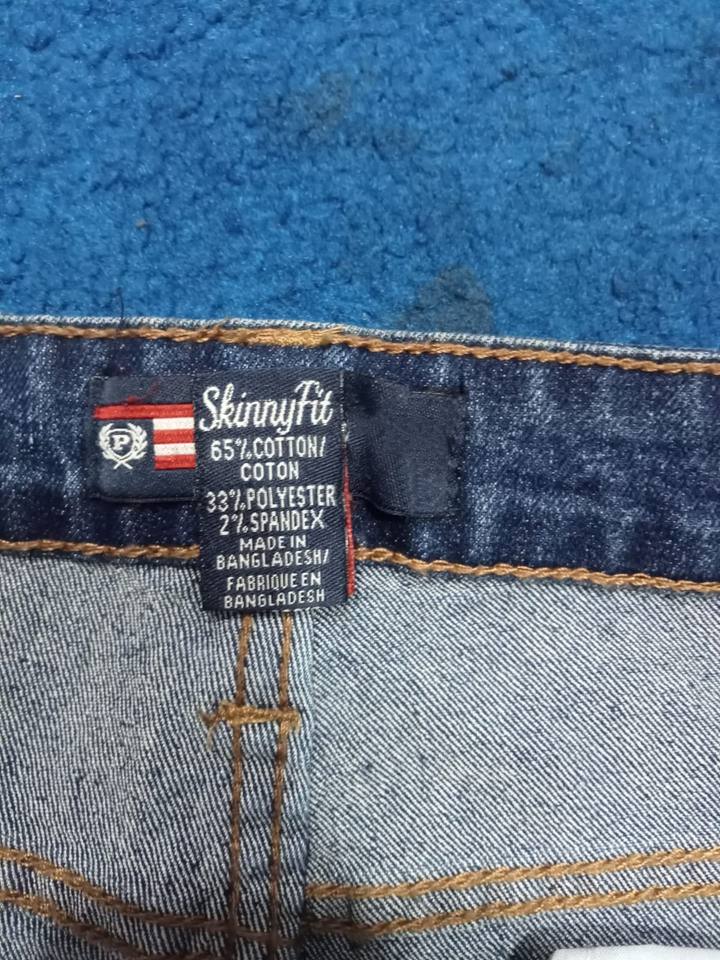 P
SkinnyFit
65%COTTON/
COTON
33%POLYESTER
2%SPANDEX
MADE IN
BANGLADESH/
FABRIQUE EN
BANGLADESH